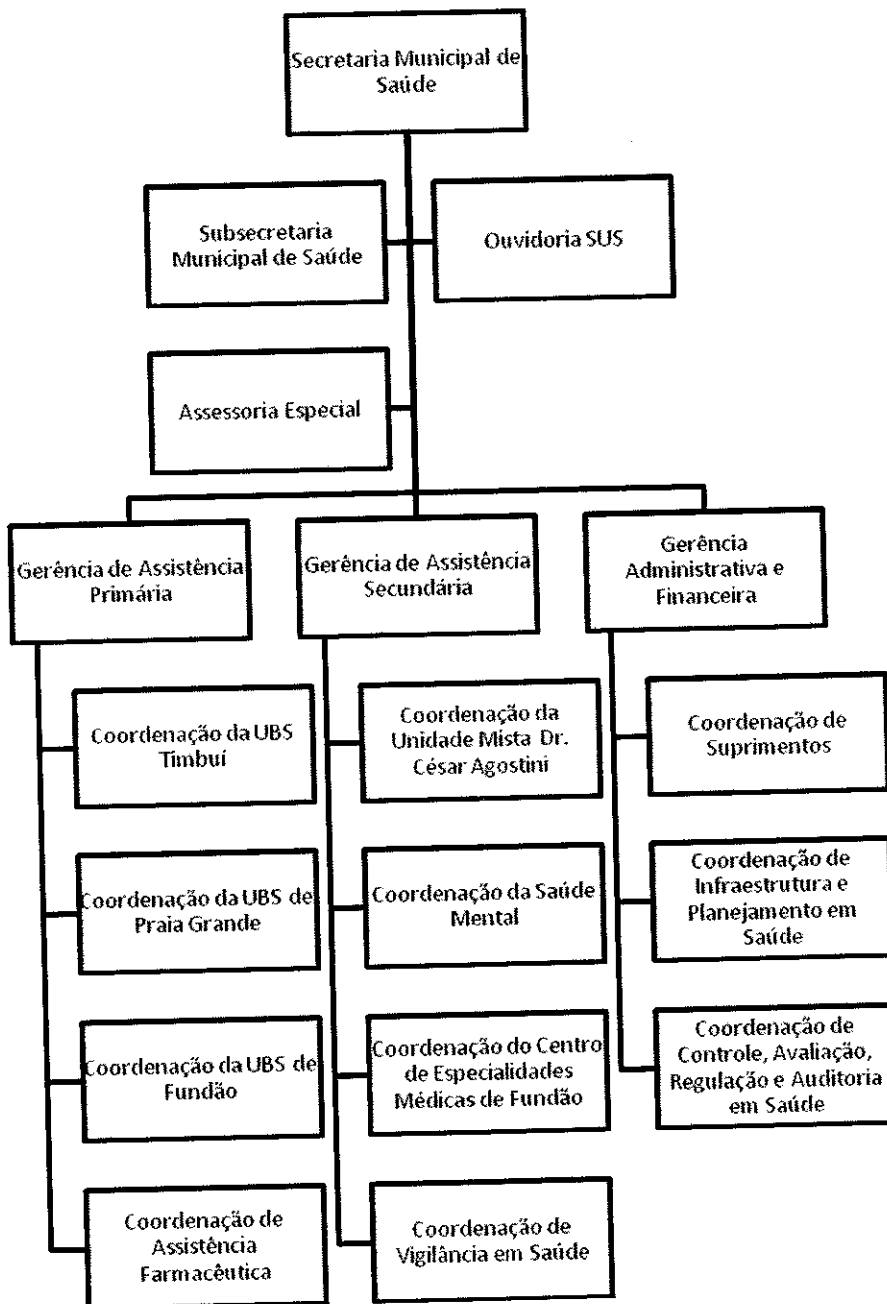 Secretaria Municipal de
Saúde
Subsecretaria
Municipal de Saúde
Ouvidoria SUS
Assessoria Especial
Gerência de Assistência
Primária
Gerência de Assistência
Secundária
Gerência
Administrativa e
Financeira
Coordenação da UBS
Timbuí
Coordenação da
Unidade Mista Dr.
César Agostini
Coordenação de
Suprimentos
Coordenação da UBS de
Praia Grande
Coordenação da Saúde
Mental
Coordenação de
Infraestrutura e
Planejamento em
Saúde
Coordenação da UBS de
Fundão
Coordenação do Centro
de Especialidades
Médicas de Fundão
Coordenação de
Controle, Avaliação,
Regulação e Auditoria
em Saúde
Coordenação de
Assistência
Farmacêutica
Coordenação de
Vigilância em Saúde